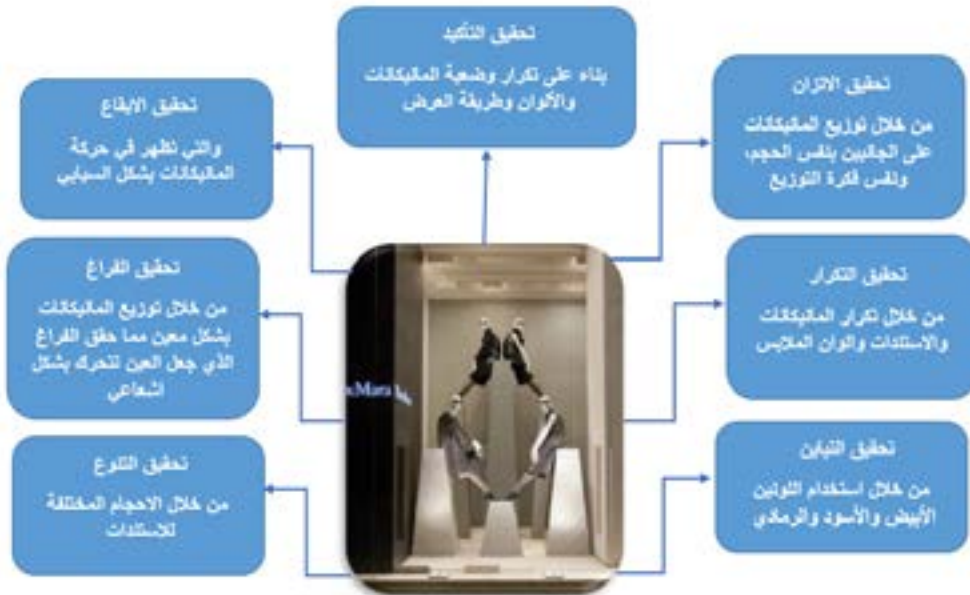 تحقيق التأكيد
بناء على تكرار وضعية المانيكانات
والألوان وطريقة العرض
تحقيق الاتزان
من خلال توزيع المانيكانات
على الجانبين بنفس الحجم،
ونفس فكرة التوزيع
تحقيق الايقاع
والتي تظهر في حركة
المانيكانات بشكل انسيابي
تحقيق التكرار
من خلال تكرار المانيكانات
والاستندات والوان الملابس
تحقيق الفراغ
من خلال توزيع المانيكانات
بشكل معين مما حقق الفراغ
الذي جعل العين تتحرك بشكل
اشعاعي
تحقيق التباين
من خلال استخدام اللونين
الأبيض والأسود والرمادي
تحقيق التنوع
من خلال الاحجام المختلفة
للاستندات
xMara